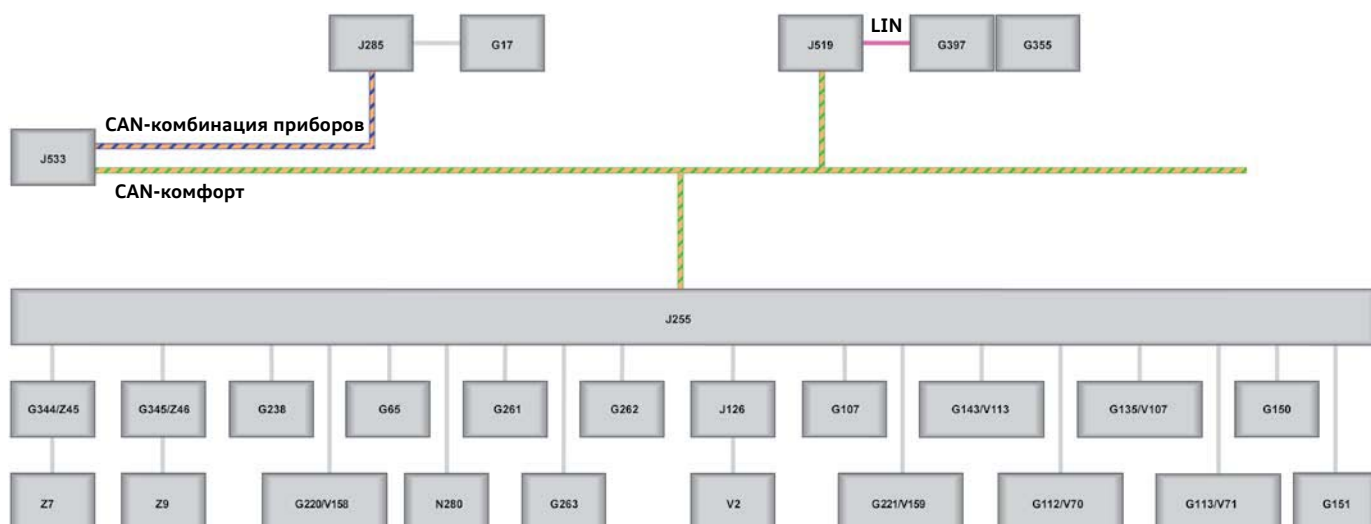 J285
G17
LIN
J519
G397
G355
CAN-комбинация приборов
J533
CAN-комфорт
J255
G344/Z45
G345/Z46
G238
G65
G261
G262
J126
G107
G143/V113
G135/V107
G150
Z7
Z9
G220/V158
N280
G263
V2
G221/V159
G112/V70
G113/V71
G151